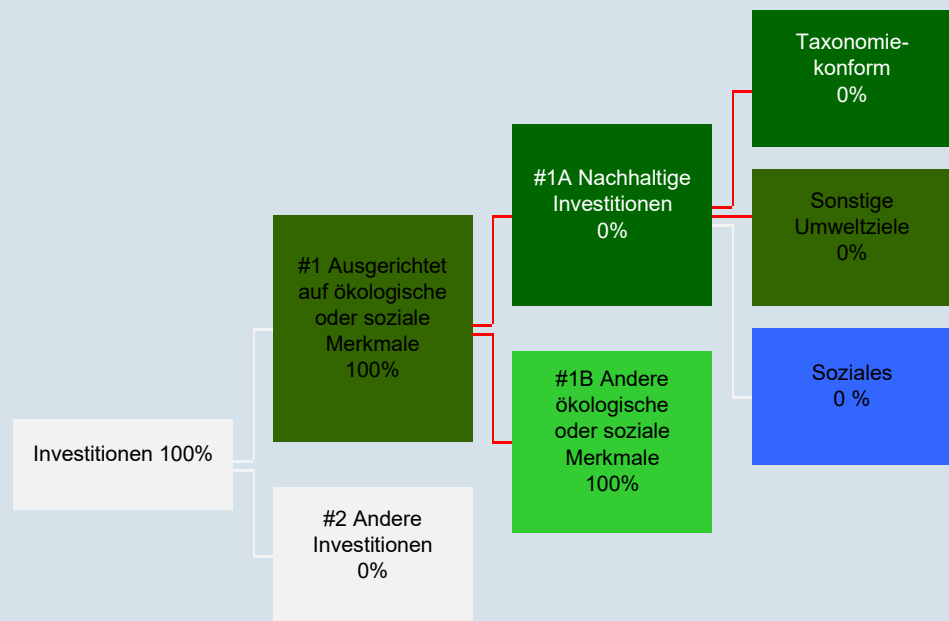 Investitionen 100%
#1 Ausgerichtet
auf ökologische
oder soziale
Merkmale
100%
#2 Andere
Investitionen
0%
#1A Nachhaltige
Investitionen
0%
#1B Andere
ökologische
oder soziale
Merkmale
100%
Taxonomie-
konform
0%
Sonstige
Umweltziele
0%
Soziales
0 %